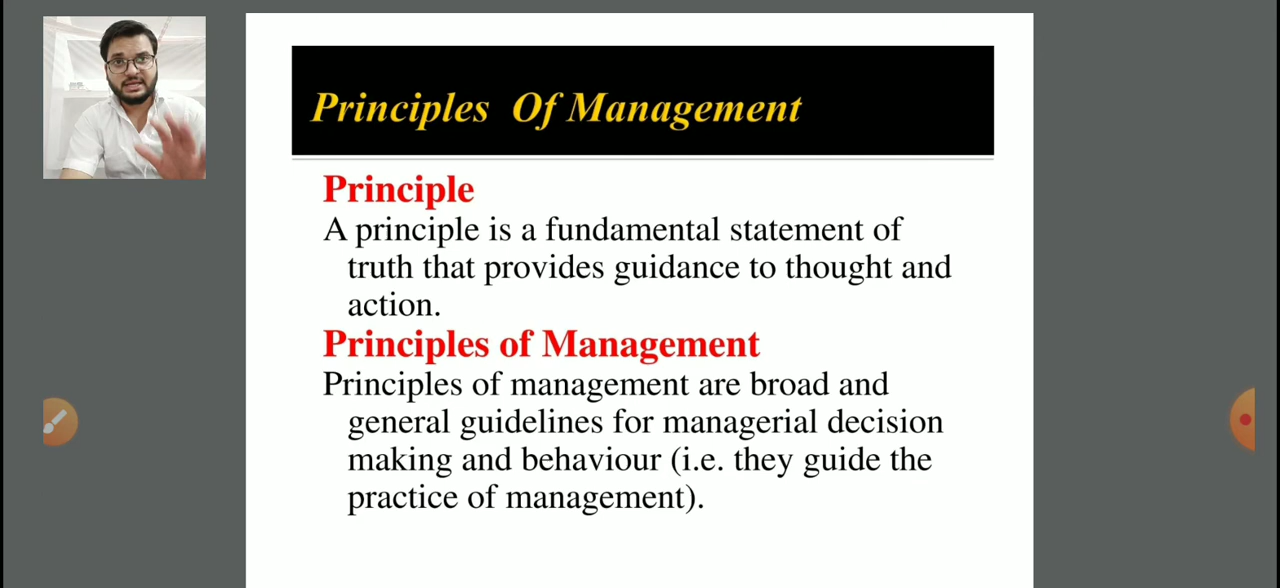 Principles Of Management
Principle
A principle is a fundamental statement of
truth that provides guidance to thought and
action.
Principles of Management
Principles of management are broad and
general guidelines for managerial decision
making and behaviour (i.e. they guide the
practice of management).